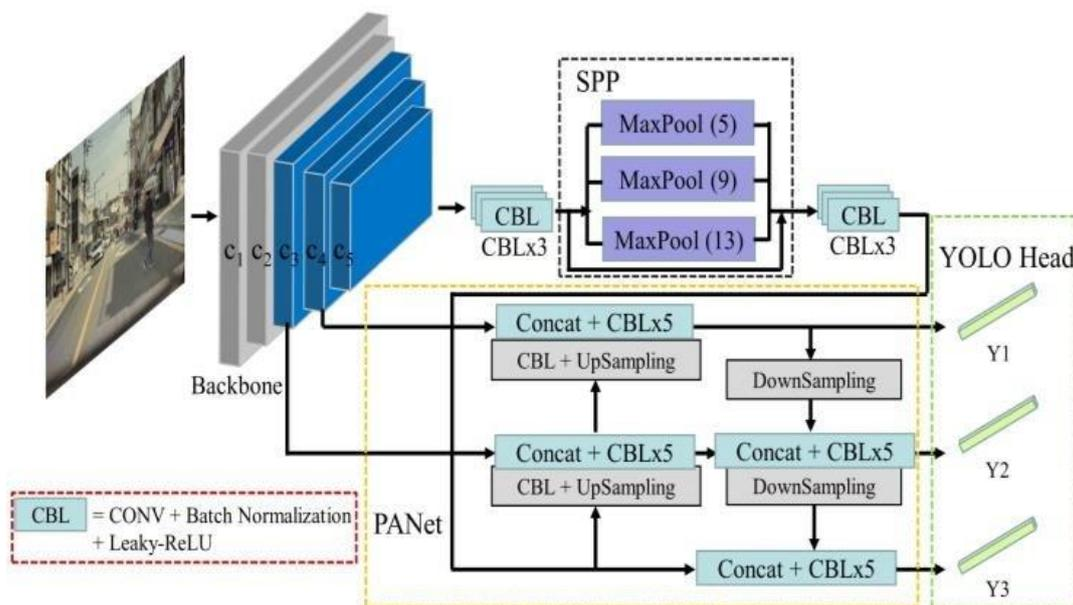 SPP
MaxPool (5)
MaxPool (9)
MaxPool (13)
CBL
CBLx3
CBL
CBLx3
c1 c2 c3 c4 c5
Backbone
YOLO Head
Concat + CBLx5
CBL + UpSampling
DownSampling
Y1
Concat + CBLx5
CBL + UpSampling
Concat + CBLx5
DownSampling
Y2
PANet
Concat + CBLx5
Y3
CBL = CONV + Batch Normalization
+ Leaky-ReLU